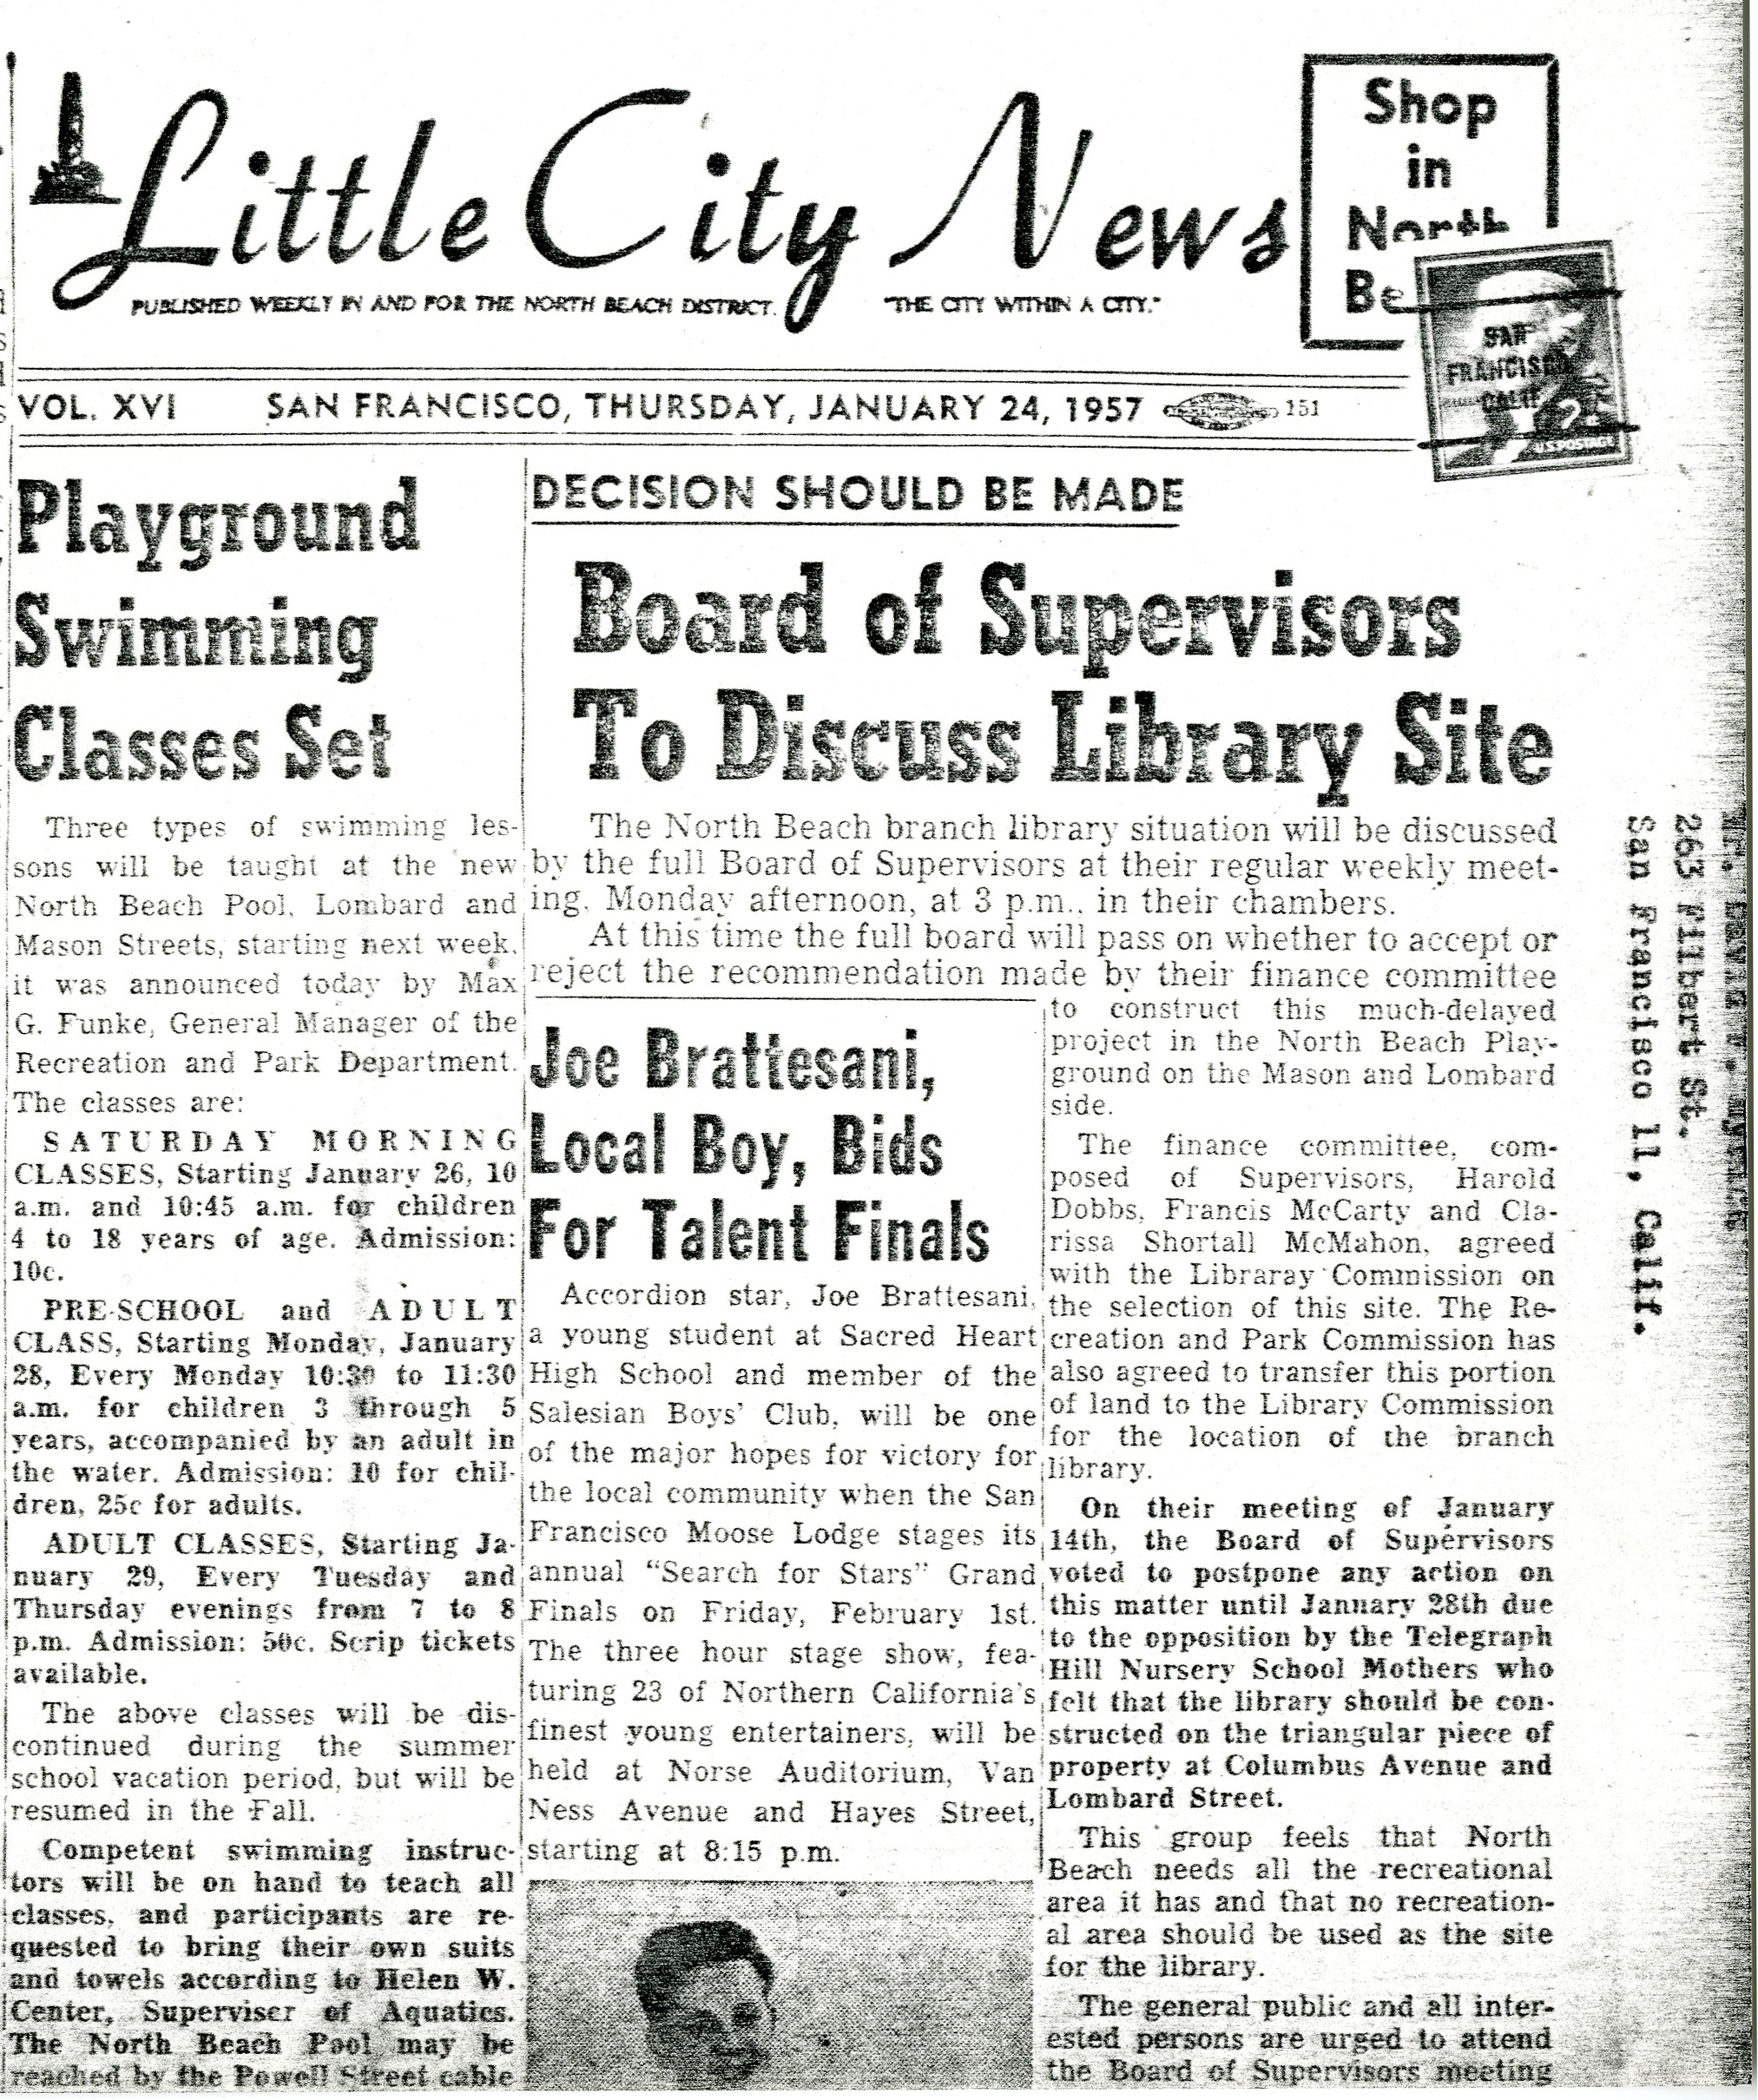 Little City News
PUBLISHED WEEKLY IN AND FOR THE NORTH BEACH DISTRICT. "THE CITY WITHIN A CITY."
Shop
in
North
Be
SAN
FRANCISCO
CALIF
2
U.S. POSTAGE
VOL. XVI SAN FRANCISCO, THURSDAY, JANUARY 24, 1957 151
Playground
Swimming
Classes Set
Three types of swimming les-
sons will be taught at the new
North Beach Pool, Lombard and
Mason Streets, starting next week,
it was announced today by Max
G. Funke, General Manager of the
Recreation and Park Department.
The classes are:
SATURDAY MORNING
CLASSES, Starting January 26, 10
a.m. and 10:45 a.m. for children
4 to 18 years of age. Admission:
10c.
PRE-SCHOOL and ADULT
CLASS, Starting Monday, January
28, Every Monday 10:30 to 11:30
a.m. for children 3 through 5
years, accompanied by an adult in
the water. Admission: 10 for chil-
dren, 25c for adults.
ADULT CLASSES, Starting Ja-
nuary 29, Every Tuesday and
Thursday evenings from 7 to 8
p.m. Admission: 50c. Scrip tickets
available.
The above classes will be dis-
continued during the summer
school vacation period, but will be
resumed in the Fall.
Competent swimming instruc-
tors will be on hand to teach all
classes, and participants are re-
quested to bring their own suits
and towels according to Helen W.
Center, Superviser of Aquatics.
The North Beach Pool may be
reached by the Powell Street cable
DECISION SHOULD BE MADE
Board of Supervisors
To Discuss Library Site
The North Beach branch library situation will be discussed
by the full Board of Supervisors at their regular weekly meet-
ing, Monday afternoon, at 3 p.m., in their chambers.
At this time the full board will pass on whether to accept or
reject the recommendation made by their finance committee
to construct this much-delayed
project in the North Beach Play-
ground on the Mason and Lombard
side.
The finance committee, com-
posed of Supervisors, Harold
Dobbs, Francis McCarty and Cla-
rissa Shortall McMahon, agreed
with the Libraray Commission on
the selection of this site. The Re-
creation and Park Commission has
also agreed to transfer this portion
of land to the Library Commission
for the location of the branch
library.
On their meeting of January
14th, the Board of Supervisors
voted to postpone any action on
this matter until January 28th due
to the opposition by the Telegraph
Hill Nursery School Mothers who
felt that the library should be con-
structed on the triangular piece of
property at Columbus Avenue and
Lombard Street.
This group feels that North
Beach needs all the recreational
area it has and that no recreation-
al area should be used as the site
for the library.
The general public and all inter-
ested persons are urged to attend
the Board of Supervisors meeting
Joe Brattesani,
Local Boy, Bids
For Talent Finals
Accordion star, Joe Brattesani,
a young student at Sacred Heart
High School and member of the
Salesian Boys' Club, will be one
of the major hopes for victory for
the local community when the San
Francisco Moose Lodge stages its
annual "Search for Stars" Grand
Finals on Friday, February 1st.
The three hour stage show, fea-
turing 23 of Northern California's
finest young entertainers, will be
held at Norse Auditorium, Van
Ness Avenue and Hayes Street,
starting at 8:15 p.m.
263 Filbert St.
San Francisco 11, Calif.